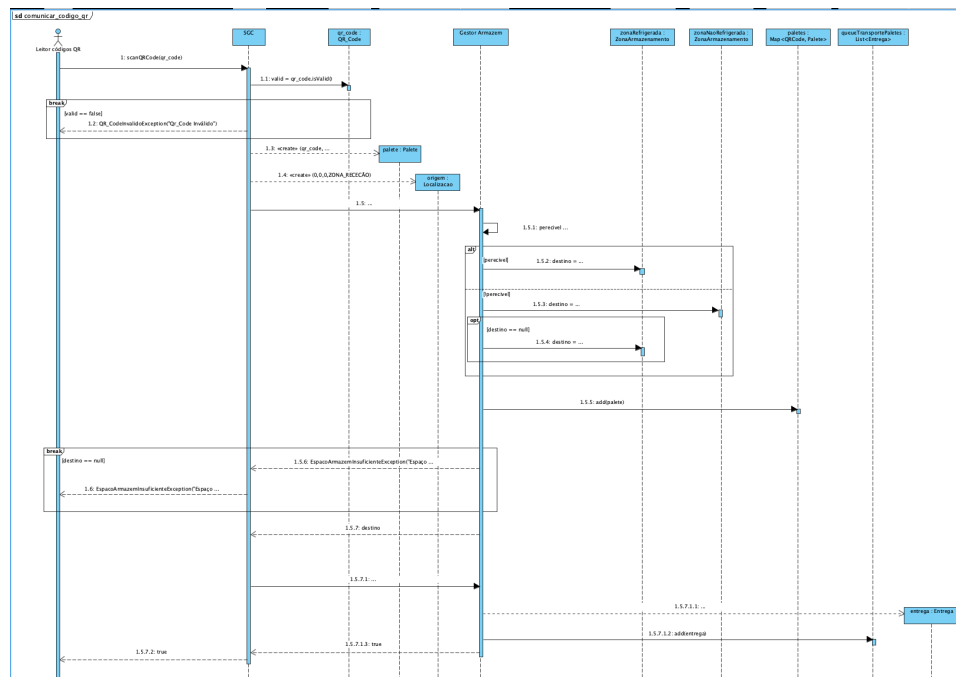 sd comunicar_codigo_qr
Leitor códigos QR
SGC
qr_code :
QR_Code
Gestor Armazem
zonaRefrigerada :
ZonaArmazenamento
zonaNaoRefrigerada :
ZonaArmazenamento
paletes :
Map <QRCode, Palete>
queueTransportePaletes :
List<Entrega>
1: scanQRCode(qr_code)
1.1: valid = qr_code.isValid()
break
[valid == false]
1.2: QR_CodeInvalidoException("Qr_Code Inválido")
1.3: «create» (qr_code, ...
palete : Palete
1.4: «create» (0,0,0,ZONA_RECECÃO)
origem :
Localizacao
1.5: ...
1.5.1: perecivel ...
alt
[perecivel]
1.5.2: destino = ...
[!perecivel]
1.5.3: destino = ...
opt
[destino == null]
1.5.4: destino = ...
1.5.5: add(palete)
break
[destino == null]
1.5.6: EspacoArmazemInsuficienteException("Espaço ...
1.6: EspacoArmazemInsuficienteException("Espaço ...
1.5.7: destino
1.5.7.1: ...
1.5.7.1.1: ...
entrega : Entrega
1.5.7.1.2: add(entrega)
1.5.7.1.3: true
1.5.7.2: true